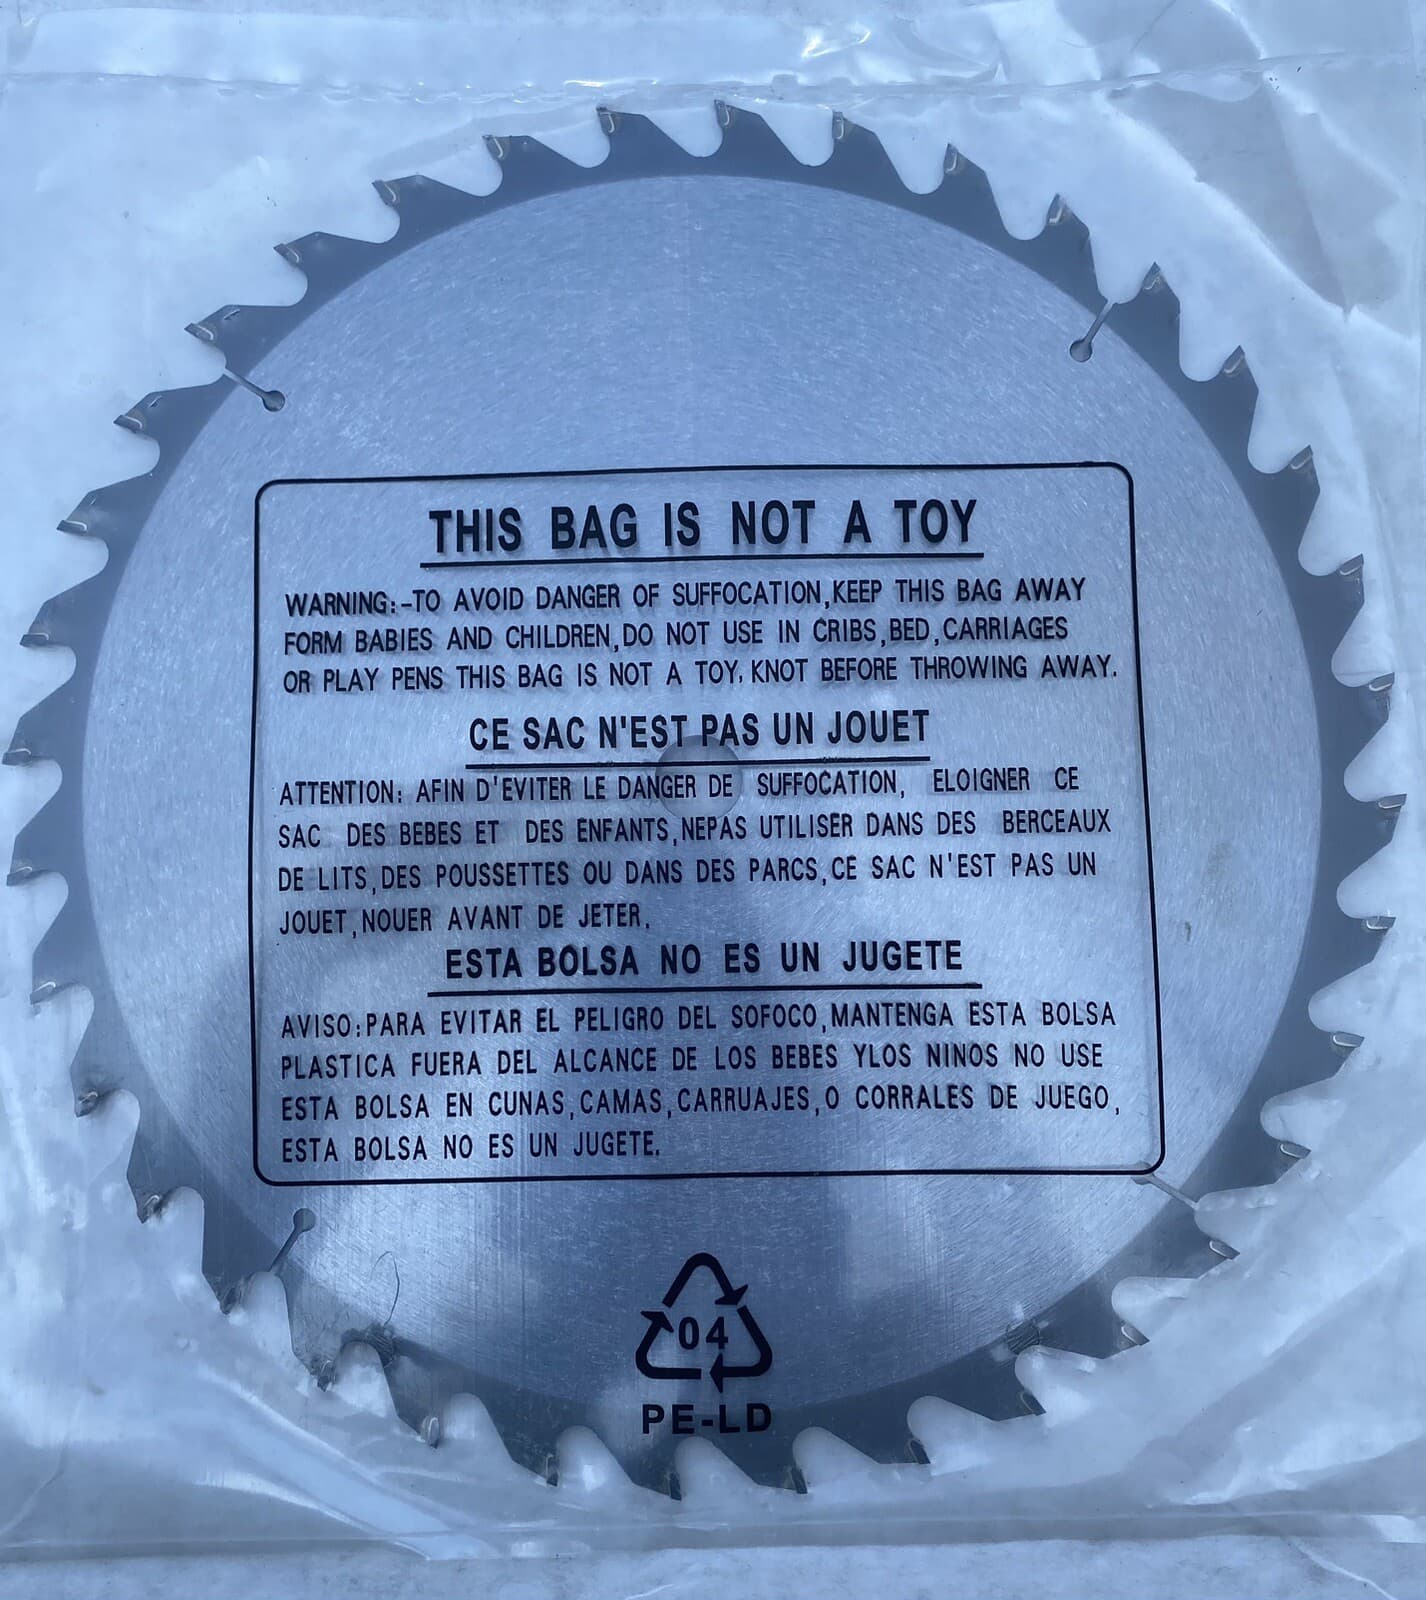 THIS BAG IS NOT A TOY
WARNING:-TO AVOID DANGER OF SUFFOCATION,KEEP THIS BAG AWAY
FORM BABIES AND CHILDREN,DO NOT USE IN CRIBS,BED,CARRIAGES
OR PLAY PENS THIS BAG IS NOT A TOY. KNOT BEFORE THROWING AWAY.
CE SAC N'EST PAS UN JOUET
ATTENTION: AFIN D'EVITER LE DANGER DE SUFFOCATION, ELOIGNER CE
SAC DES BEBES ET DES ENFANTS,NEPAS UTILISER DANS DES BERCEAUX
DE LITS,DES POUSSETTES OU DANS DES PARCS,CE SAC N'EST PAS UN
JOUET,NOUER AVANT DE JETER.
ESTA BOLSA NO ES UN JUGETE
AVISO:PARA EVITAR EL PELIGRO DEL SOFOCO,MANTENGA ESTA BOLSA
PLASTICA FUERA DEL ALCANCE DE LOS BEBES YLOS NINOS NO USE
ESTA BOLSA EN CUNAS,CAMAS,CARRUAJES,O CORRALES DE JUEGO,
ESTA BOLSA NO ES UN JUGETE.
04
PE-LD